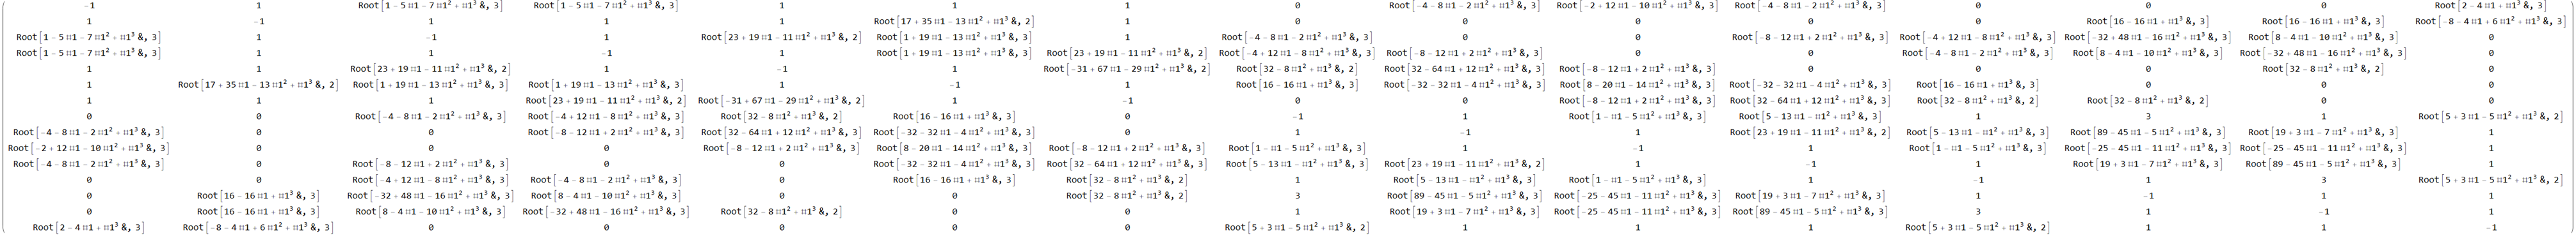 -1 1 Root[1 - 5 #1 - 7 #1² + #1³ &, 3] Root[1 - 5 #1 - 7 #1² + #1³ &, 3] 1 1 1 0 Root[-4 - 8 #1 - 2 #1² + #1³ &, 3] Root[-2 + 12 #1 - 10 #1² + #1³ &, 3] Root[-4 - 8 #1 - 2 #1² + #1³ &, 3] 0 0 0 Root[2 - 4 #1 + #1³ &, 3]
1 -1 1 1 1 Root[17 + 35 #1 - 13 #1² + #1³ &, 2] 1 0 0 0 0 0 Root[16 - 16 #1 + #1³ &, 3] Root[16 - 16 #1 + #1³ &, 3] Root[-8 - 4 #1 + 6 #1² + #1³ &, 3]
Root[1 - 5 #1 - 7 #1² + #1³ &, 3] 1 -1 1 Root[23 + 19 #1 - 11 #1² + #1³ &, 2] Root[1 + 19 #1 - 13 #1² + #1³ &, 3] 1 Root[-4 - 8 #1 - 2 #1² + #1³ &, 3] 0 0 Root[-8 - 12 #1 + 2 #1² + #1³ &, 3] Root[-4 + 12 #1 - 8 #1² + #1³ &, 3] Root[-32 + 48 #1 - 16 #1² + #1³ &, 3] Root[8 - 4 #1 - 10 #1² + #1³ &, 3] 0
Root[1 - 5 #1 - 7 #1² + #1³ &, 3] 1 1 -1 1 Root[1 + 19 #1 - 13 #1² + #1³ &, 3] Root[23 + 19 #1 - 11 #1² + #1³ &, 2] Root[-4 + 12 #1 - 8 #1² + #1³ &, 3] Root[-8 - 12 #1 + 2 #1² + #1³ &, 3] 0 0 Root[-4 - 8 #1 - 2 #1² + #1³ &, 3] Root[8 - 4 #1 - 10 #1² + #1³ &, 3] Root[-32 + 48 #1 - 16 #1² + #1³ &, 3] 0
1 1 Root[23 + 19 #1 - 11 #1² + #1³ &, 2] 1 -1 1 Root[-31 + 67 #1 - 29 #1² + #1³ &, 2] Root[32 - 8 #1² + #1³ &, 2] Root[32 - 64 #1 + 12 #1² + #1³ &, 3] Root[-8 - 12 #1 + 2 #1² + #1³ &, 3] 0 0 0 Root[32 - 8 #1² + #1³ &, 2] 0
1 Root[17 + 35 #1 - 13 #1² + #1³ &, 2] Root[1 + 19 #1 - 13 #1² + #1³ &, 3] Root[1 + 19 #1 - 13 #1² + #1³ &, 3] 1 -1 1 Root[16 - 16 #1 + #1³ &, 3] Root[-32 - 32 #1 - 4 #1² + #1³ &, 3] Root[8 - 20 #1 - 14 #1² + #1³ &, 3] Root[-32 - 32 #1 - 4 #1² + #1³ &, 3] Root[16 - 16 #1 + #1³ &, 3] 0 0 0
1 1 1 Root[23 + 19 #1 - 11 #1² + #1³ &, 2] Root[-31 + 67 #1 - 29 #1² + #1³ &, 2] 1 -1 0 0 Root[-8 - 12 #1 + 2 #1² + #1³ &, 3] Root[32 - 64 #1 + 12 #1² + #1³ &, 3] Root[32 - 8 #1² + #1³ &, 2] Root[32 - 8 #1² + #1³ &, 2] 0 0
0 0 Root[-4 - 8 #1 - 2 #1² + #1³ &, 3] Root[-4 + 12 #1 - 8 #1² + #1³ &, 3] Root[32 - 8 #1² + #1³ &, 2] Root[16 - 16 #1 + #1³ &, 3] 0 -1 1 Root[1 - #1 - 5 #1² + #1³ &, 3] Root[5 - 13 #1 - #1² + #1³ &, 3] 1 3 1 Root[5 + 3 #1 - 5 #1² + #1³ &, 2]
Root[-4 - 8 #1 - 2 #1² + #1³ &, 3] 0 0 Root[-8 - 12 #1 + 2 #1² + #1³ &, 3] Root[32 - 64 #1 + 12 #1² + #1³ &, 3] Root[-32 - 32 #1 - 4 #1² + #1³ &, 3] 0 1 -1 1 Root[23 + 19 #1 - 11 #1² + #1³ &, 2] Root[5 - 13 #1 - #1² + #1³ &, 3] Root[89 - 45 #1 - 5 #1² + #1³ &, 3] Root[19 + 3 #1 - 7 #1² + #1³ &, 3] 1
Root[-2 + 12 #1 - 10 #1² + #1³ &, 3] 0 0 0 Root[-8 - 12 #1 + 2 #1² + #1³ &, 3] Root[8 - 20 #1 - 14 #1² + #1³ &, 3] Root[-8 - 12 #1 + 2 #1² + #1³ &, 3] Root[1 - #1 - 5 #1² + #1³ &, 3] 1 -1 1 Root[1 - #1 - 5 #1² + #1³ &, 3] Root[-25 - 45 #1 - 11 #1² + #1³ &, 3] Root[-25 - 45 #1 - 11 #1² + #1³ &, 3] 1
Root[-4 - 8 #1 - 2 #1² + #1³ &, 3] 0 Root[-8 - 12 #1 + 2 #1² + #1³ &, 3] 0 0 Root[-32 - 32 #1 - 4 #1² + #1³ &, 3] Root[32 - 64 #1 + 12 #1² + #1³ &, 3] Root[5 - 13 #1 - #1² + #1³ &, 3] Root[23 + 19 #1 - 11 #1² + #1³ &, 2] 1 -1 1 Root[19 + 3 #1 - 7 #1² + #1³ &, 3] Root[89 - 45 #1 - 5 #1² + #1³ &, 3] 1
0 0 Root[-4 + 12 #1 - 8 #1² + #1³ &, 3] Root[-4 - 8 #1 - 2 #1² + #1³ &, 3] 0 Root[16 - 16 #1 + #1³ &, 3] Root[32 - 8 #1² + #1³ &, 2] 1 Root[5 - 13 #1 - #1² + #1³ &, 3] Root[1 - #1 - 5 #1² + #1³ &, 3] 1 -1 1 3 Root[5 + 3 #1 - 5 #1² + #1³ &, 2]
0 Root[16 - 16 #1 + #1³ &, 3] Root[-32 + 48 #1 - 16 #1² + #1³ &, 3] Root[8 - 4 #1 - 10 #1² + #1³ &, 3] 0 0 Root[32 - 8 #1² + #1³ &, 2] 3 Root[89 - 45 #1 - 5 #1² + #1³ &, 3] Root[-25 - 45 #1 - 11 #1² + #1³ &, 3] Root[19 + 3 #1 - 7 #1² + #1³ &, 3] 1 -1 1 1
0 Root[16 - 16 #1 + #1³ &, 3] Root[8 - 4 #1 - 10 #1² + #1³ &, 3] Root[-32 + 48 #1 - 16 #1² + #1³ &, 3] Root[32 - 8 #1² + #1³ &, 2] 0 0 1 Root[19 + 3 #1 - 7 #1² + #1³ &, 3] Root[-25 - 45 #1 - 11 #1² + #1³ &, 3] Root[89 - 45 #1 - 5 #1² + #1³ &, 3] 3 1 -1 1
Root[2 - 4 #1 + #1³ &, 3] Root[-8 - 4 #1 + 6 #1² + #1³ &, 3] 0 0 0 0 0 Root[5 + 3 #1 - 5 #1² + #1³ &, 2] 1 1 1 Root[5 + 3 #1 - 5 #1² + #1³ &, 2] 1 1 -1